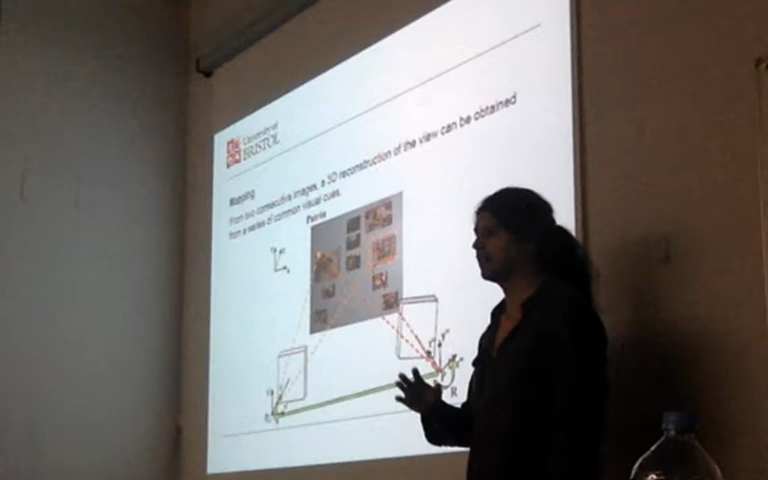 University of
BRISTOL
Mapping
From two consecutive images, a 3D reconstruction of the view can be obtained
from a series of common visual cues.
Points
R